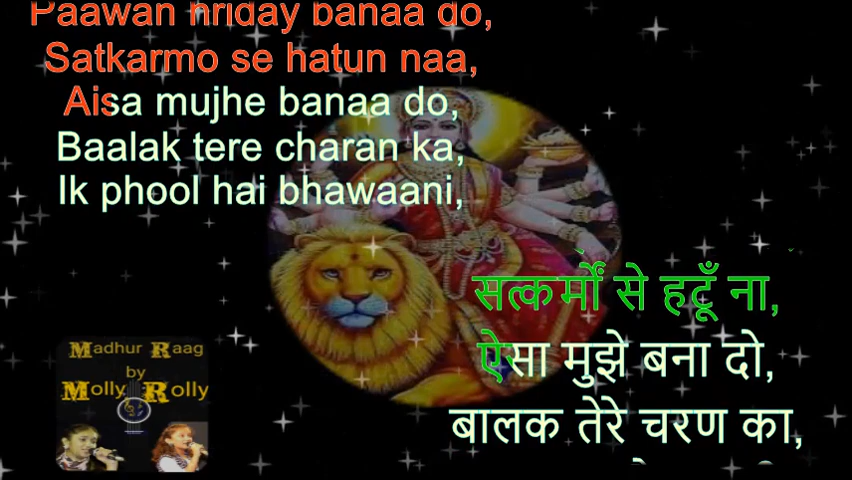 Paawan hriday banaa do,
Satkarmo se hatun naa,
Aisa mujhe banaa do,
Baalak tere charan ka,
Ik phool hai bhawaani,
सत्कर्मों से हटूँ ना,
ऐसा मुझे बना दो,
बालक तेरे चरण का,
Madhur Raag
by
Molly Rolly